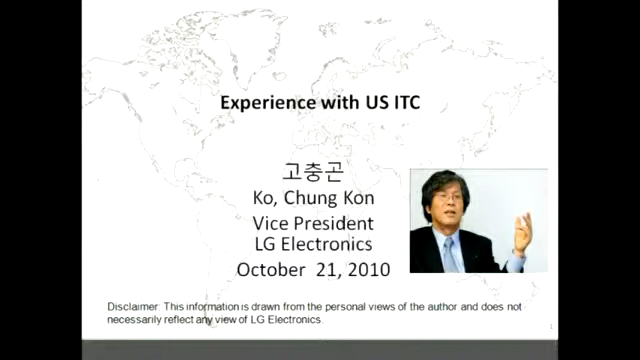 Experience with US ITC
고충곤
Ko, Chung Kon
Vice President
LG Electronics
October 21, 2010
Disclaimer: This information is drawn from the personal views of the author and does not
necessarily reflect any view of LG Electronics.
1